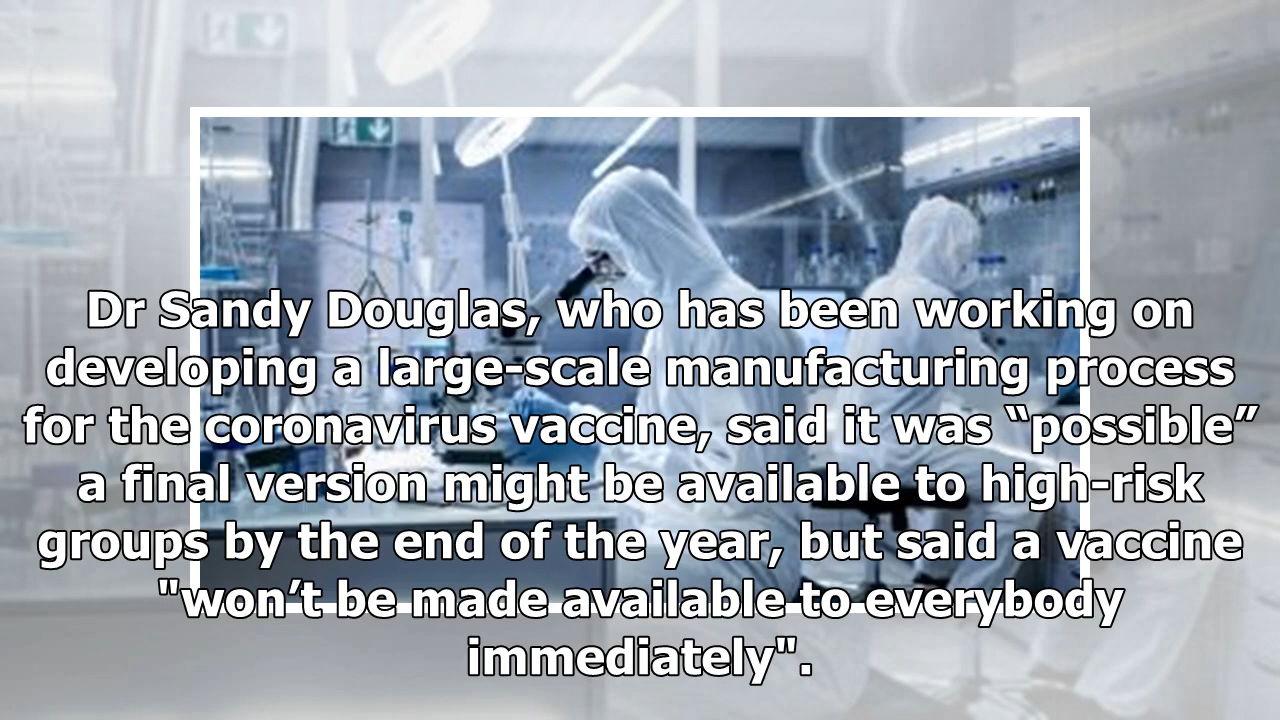 Dr Sandy Douglas, who has been working on
developing a large-scale manufacturing process
for the coronavirus vaccine, said it was “possible”
a final version might be available to high-risk
groups by the end of the year, but said a vaccine
"won’t be made available to everybody
immediately".